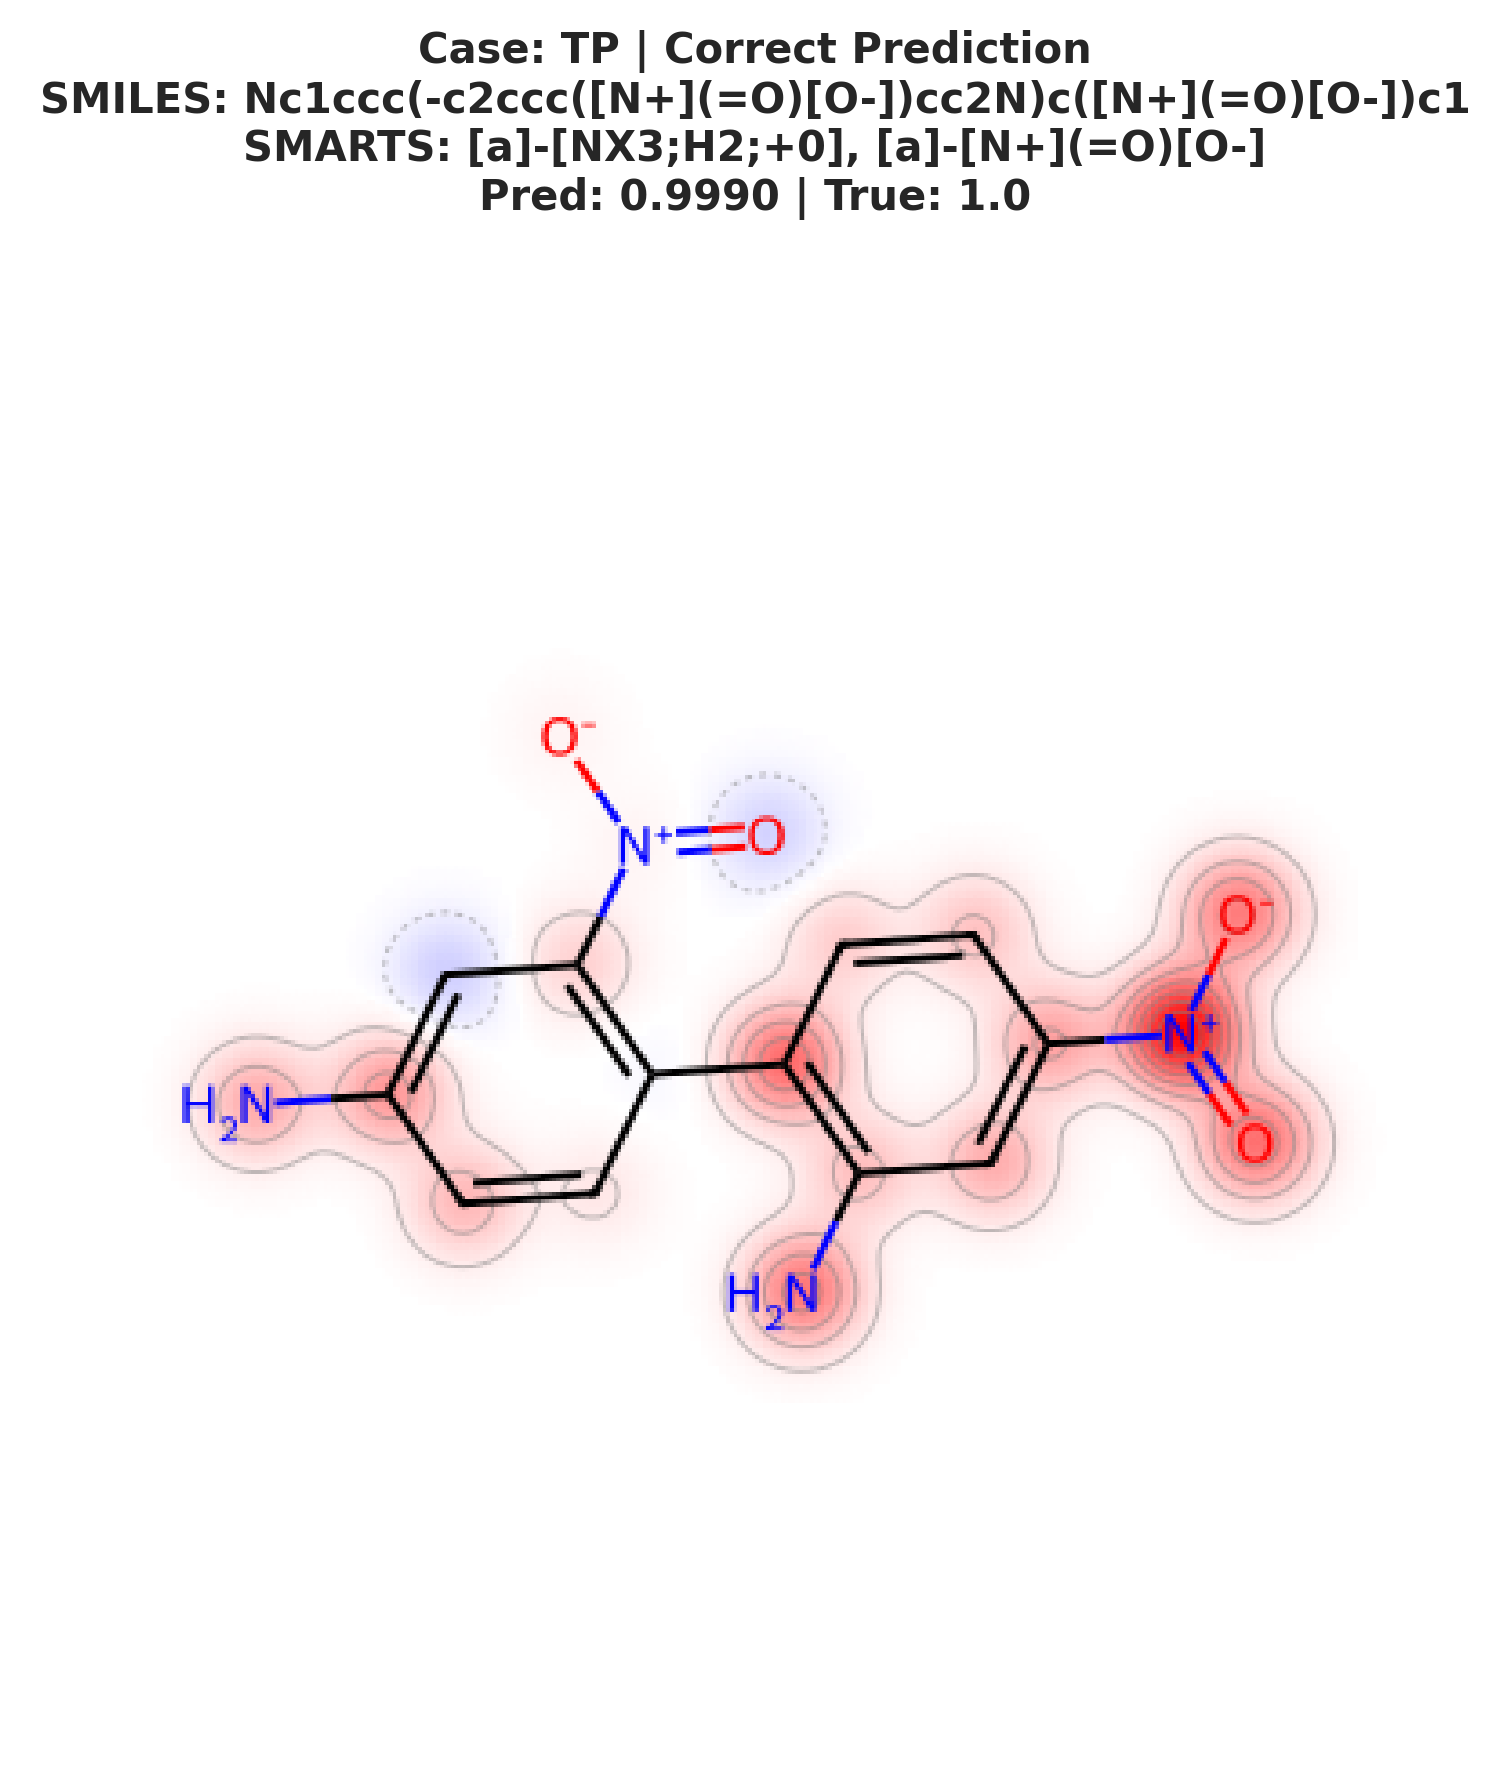 Case: TP | Correct Prediction
SMILES: Nc1ccc(-c2ccc([N+](=O)[O-])cc2N)c([N+](=O)[O-])c1
SMARTS: [a]-[NX3;H2;+0], [a]-[N+](=O)[O-]
Pred: 0.9990 | True: 1.0
O⁻
N⁺
O
O⁻
N⁺
H₂N
O
H₂N